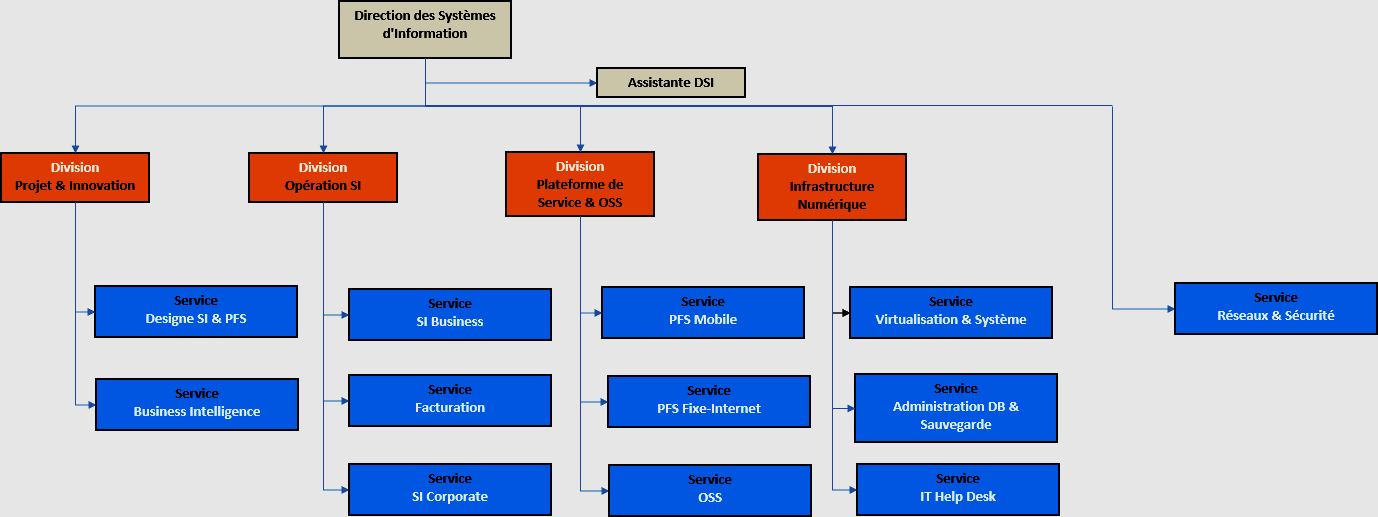 Direction des Systèmes
d'Information
Assistante DSI
Division
Projet & Innovation
Division
Opération SI
Division
Plateforme de
Service & OSS
Division
Infrastructure
Numérique
Service
Designe SI & PFS
Service
SI Business
Service
PFS Mobile
Service
Virtualisation & Système
Service
Réseaux & Sécurité
Service
Business Intelligence
Service
Facturation
Service
PFS Fixe-Internet
Service
Administration DB &
Sauvegarde
Service
SI Corporate
Service
OSS
Service
IT Help Desk